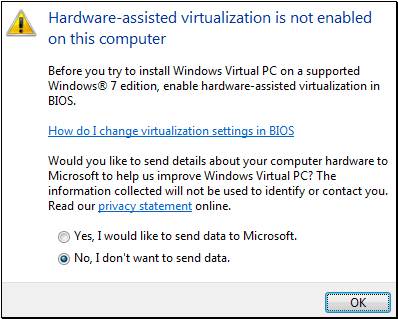 Hardware-assisted virtualization is not enabled
on this computer
Before you try to install Windows Virtual PC on a supported
Windows® 7 edition, enable hardware-assisted virtualization in
BIOS.
How do I change virtualization settings in BIOS
Would you like to send details about your computer hardware to
Microsoft to help us improve Windows Virtual PC? The
information collected will not be used to identify or contact you.
Read our privacy statement online.
Yes, I would like to send data to Microsoft.
No, I don't want to send data.
OK